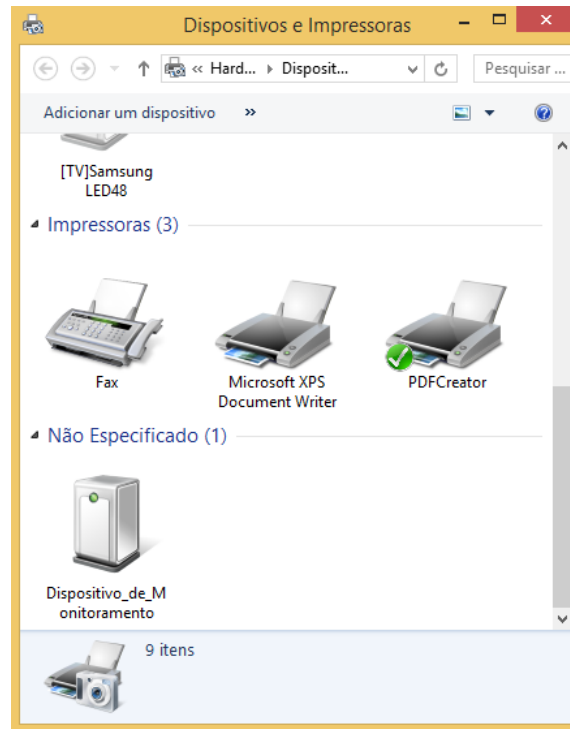 Dispositivos e Impressoras
« Hard... Disposit... Pesquisar ...
Adicionar um dispositivo »
[TV]Samsung
LED48
Impressoras (3)
Fax Microsoft XPS PDFCreator
Document Writer
Não Especificado (1)
Dispositivo_de_M
onitoramento
9 itens